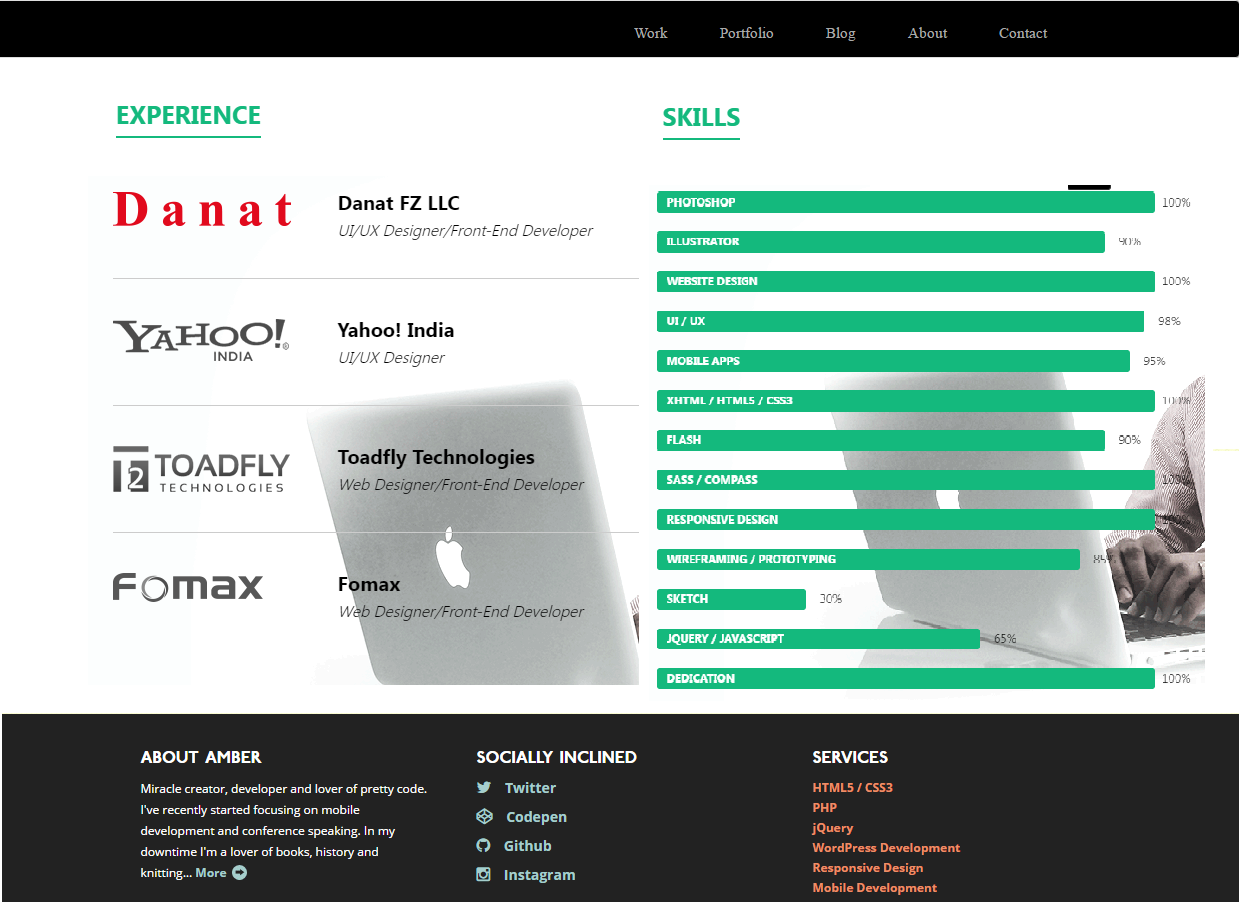 Work Portfolio Blog About Contact
EXPERIENCE
Danat
Danat FZ LLC
UI/UX Designer/Front-End Developer
YAHOO!®
INDIA
Yahoo! India
UI/UX Designer
TOADFLY
TECHNOLOGIES
Toadfly Technologies
Web Designer/Front-End Developer
Fomax
Fomax
Web Designer/Front-End Developer
SKILLS
PHOTOSHOP 100%
ILLUSTRATOR 90%
WEBSITE DESIGN 100%
UI / UX 98%
MOBILE APPS 95%
XHTML / HTML5 / CSS3 100%
FLASH 90%
SASS / COMPASS 100%
RESPONSIVE DESIGN
WIREFRAMING / PROTOTYPING 85%
SKETCH 30%
JQUERY / JAVASCRIPT 65%
DEDICATION 100%
ABOUT AMBER
Miracle creator, developer and lover of pretty code.
I've recently started focusing on mobile
development and conference speaking. In my
downtime I'm a lover of books, history and
knitting... More
SOCIALLY INCLINED
Twitter
Codepen
Github
Instagram
SERVICES
HTML5 / CSS3
PHP
jQuery
WordPress Development
Responsive Design
Mobile Development